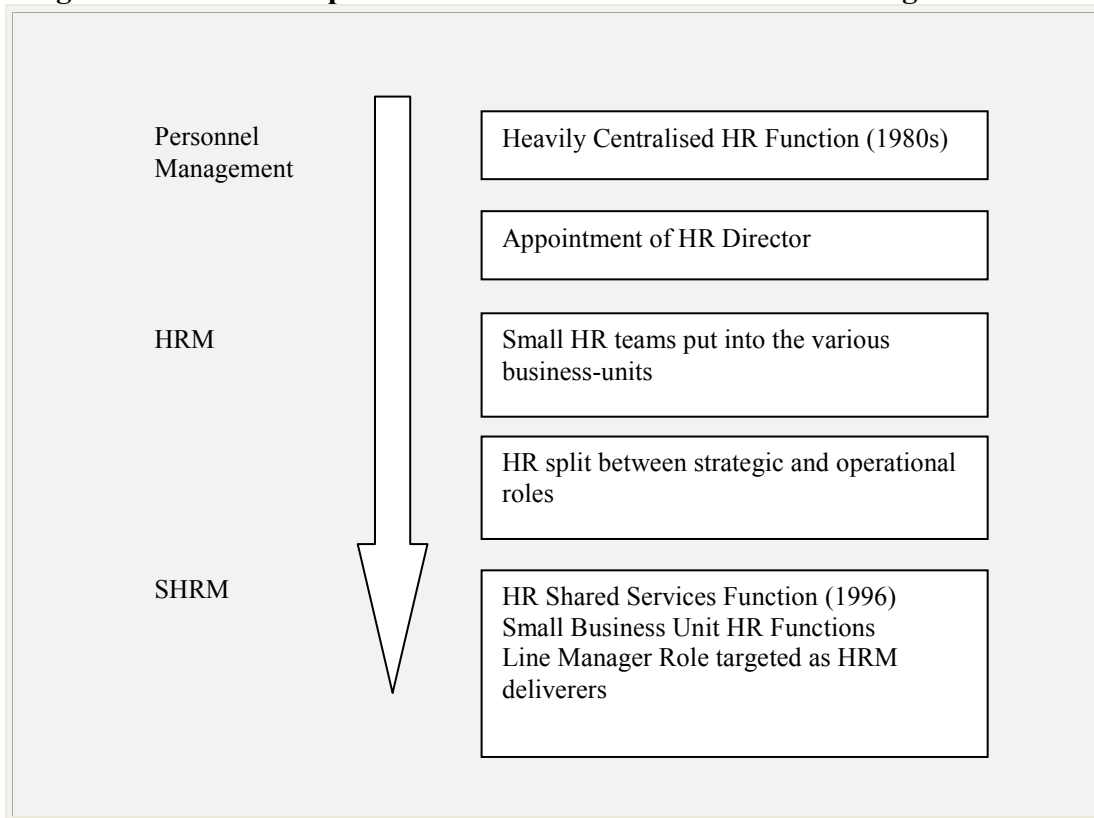 Personnel
Management
Heavily Centralised HR Function (1980s)
Appointment of HR Director
HRM
Small HR teams put into the various
business-units
HR split between strategic and operational
roles
SHRM
HR Shared Services Function (1996)
Small Business Unit HR Functions
Line Manager Role targeted as HRM
deliverers